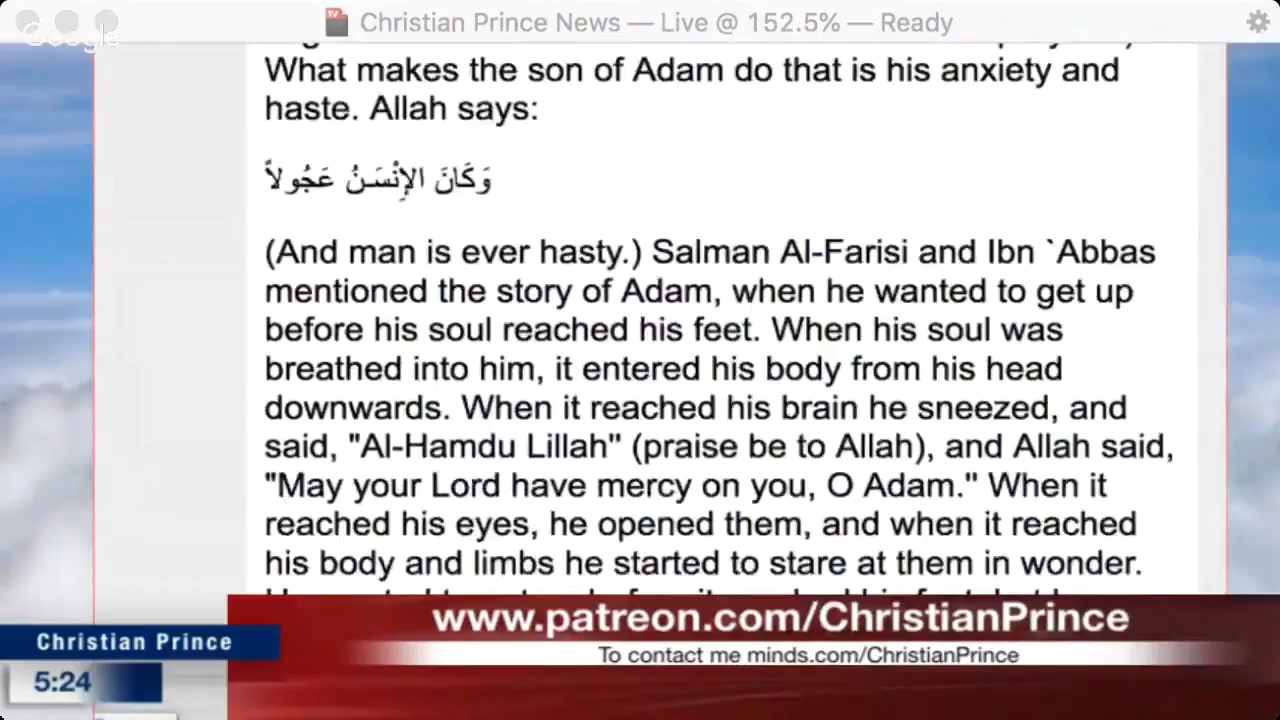 Christian Prince News — Live @ 152.5% — Ready
Google
What makes the son of Adam do that is his anxiety and
haste. Allah says:
وَكَانَ الإِنْسَـنُ عَجُولاً
(And man is ever hasty.) Salman Al-Farisi and Ibn `Abbas
mentioned the story of Adam, when he wanted to get up
before his soul reached his feet. When his soul was
breathed into him, it entered his body from his head
downwards. When it reached his brain he sneezed, and
said, "Al-Hamdu Lillah" (praise be to Allah), and Allah said,
"May your Lord have mercy on you, O Adam." When it
reached his eyes, he opened them, and when it reached
his body and limbs he started to stare at them in wonder.
www.patreon.com/ChristianPrince
Christian Prince
To contact me minds.com/ChristianPrince
5:24